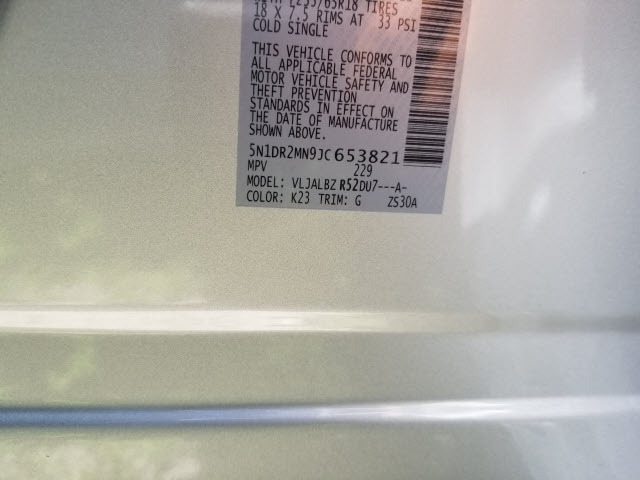 18 X 7.5 RIMS AT 33 PSI
COLD SINGLE
THIS VEHICLE CONFORMS TO
ALL APPLICABLE FEDERAL
MOTOR VEHICLE SAFETY AND
THEFT PREVENTION
STANDARDS IN EFFECT ON
THE DATE OF MANUFACTURE
SHOWN ABOVE.
5N1DR2MN9JC653821
MPV 229
MODEL: VLJALBZ R52DU7---A-
COLOR: K23 TRIM: G ZS30A